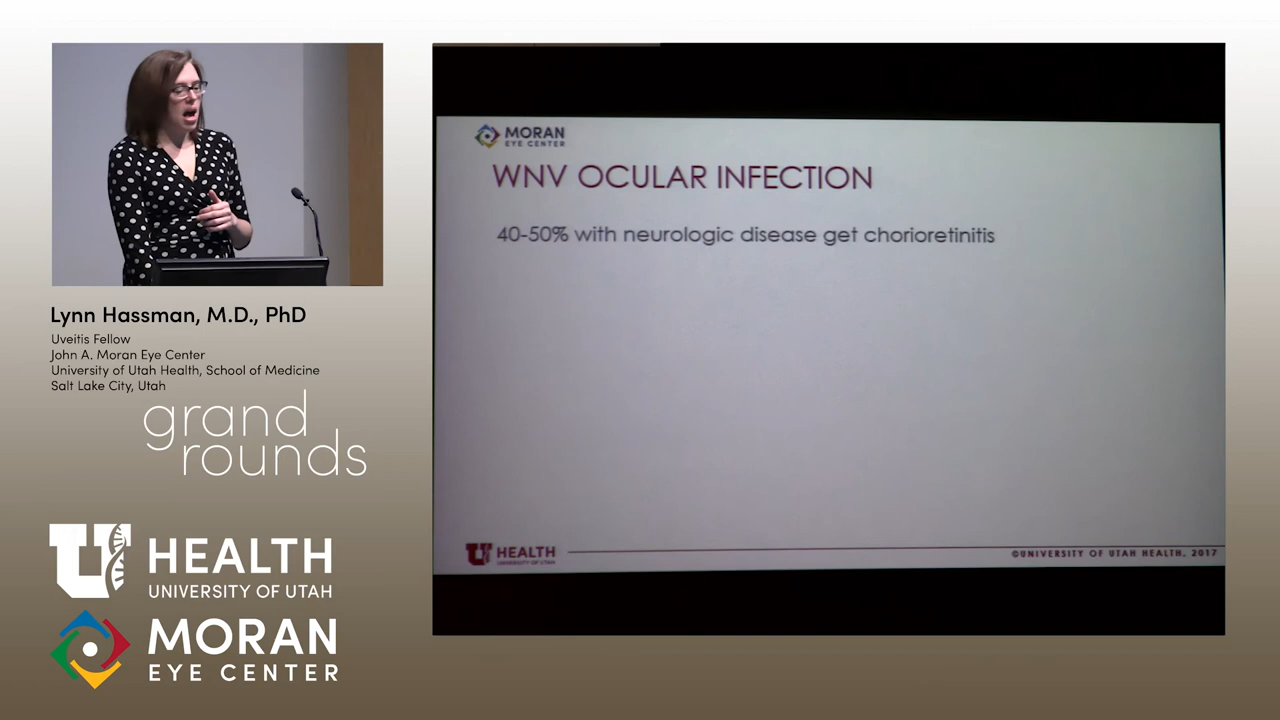 Lynn Hassman, M.D., PhD
Uveitis Fellow
John A. Moran Eye Center
University of Utah Health, School of Medicine
Salt Lake City, Utah
grand
rounds
U
HEALTH
UNIVERSITY OF UTAH
MORAN
EYE CENTER
MORAN
EYE CENTER
WNV OCULAR INFECTION
40-50% with neurologic disease get chorioretinitis
U HEALTH
UNIVERSITY OF UTAH
©UNIVERSITY OF UTAH HEALTH, 2017